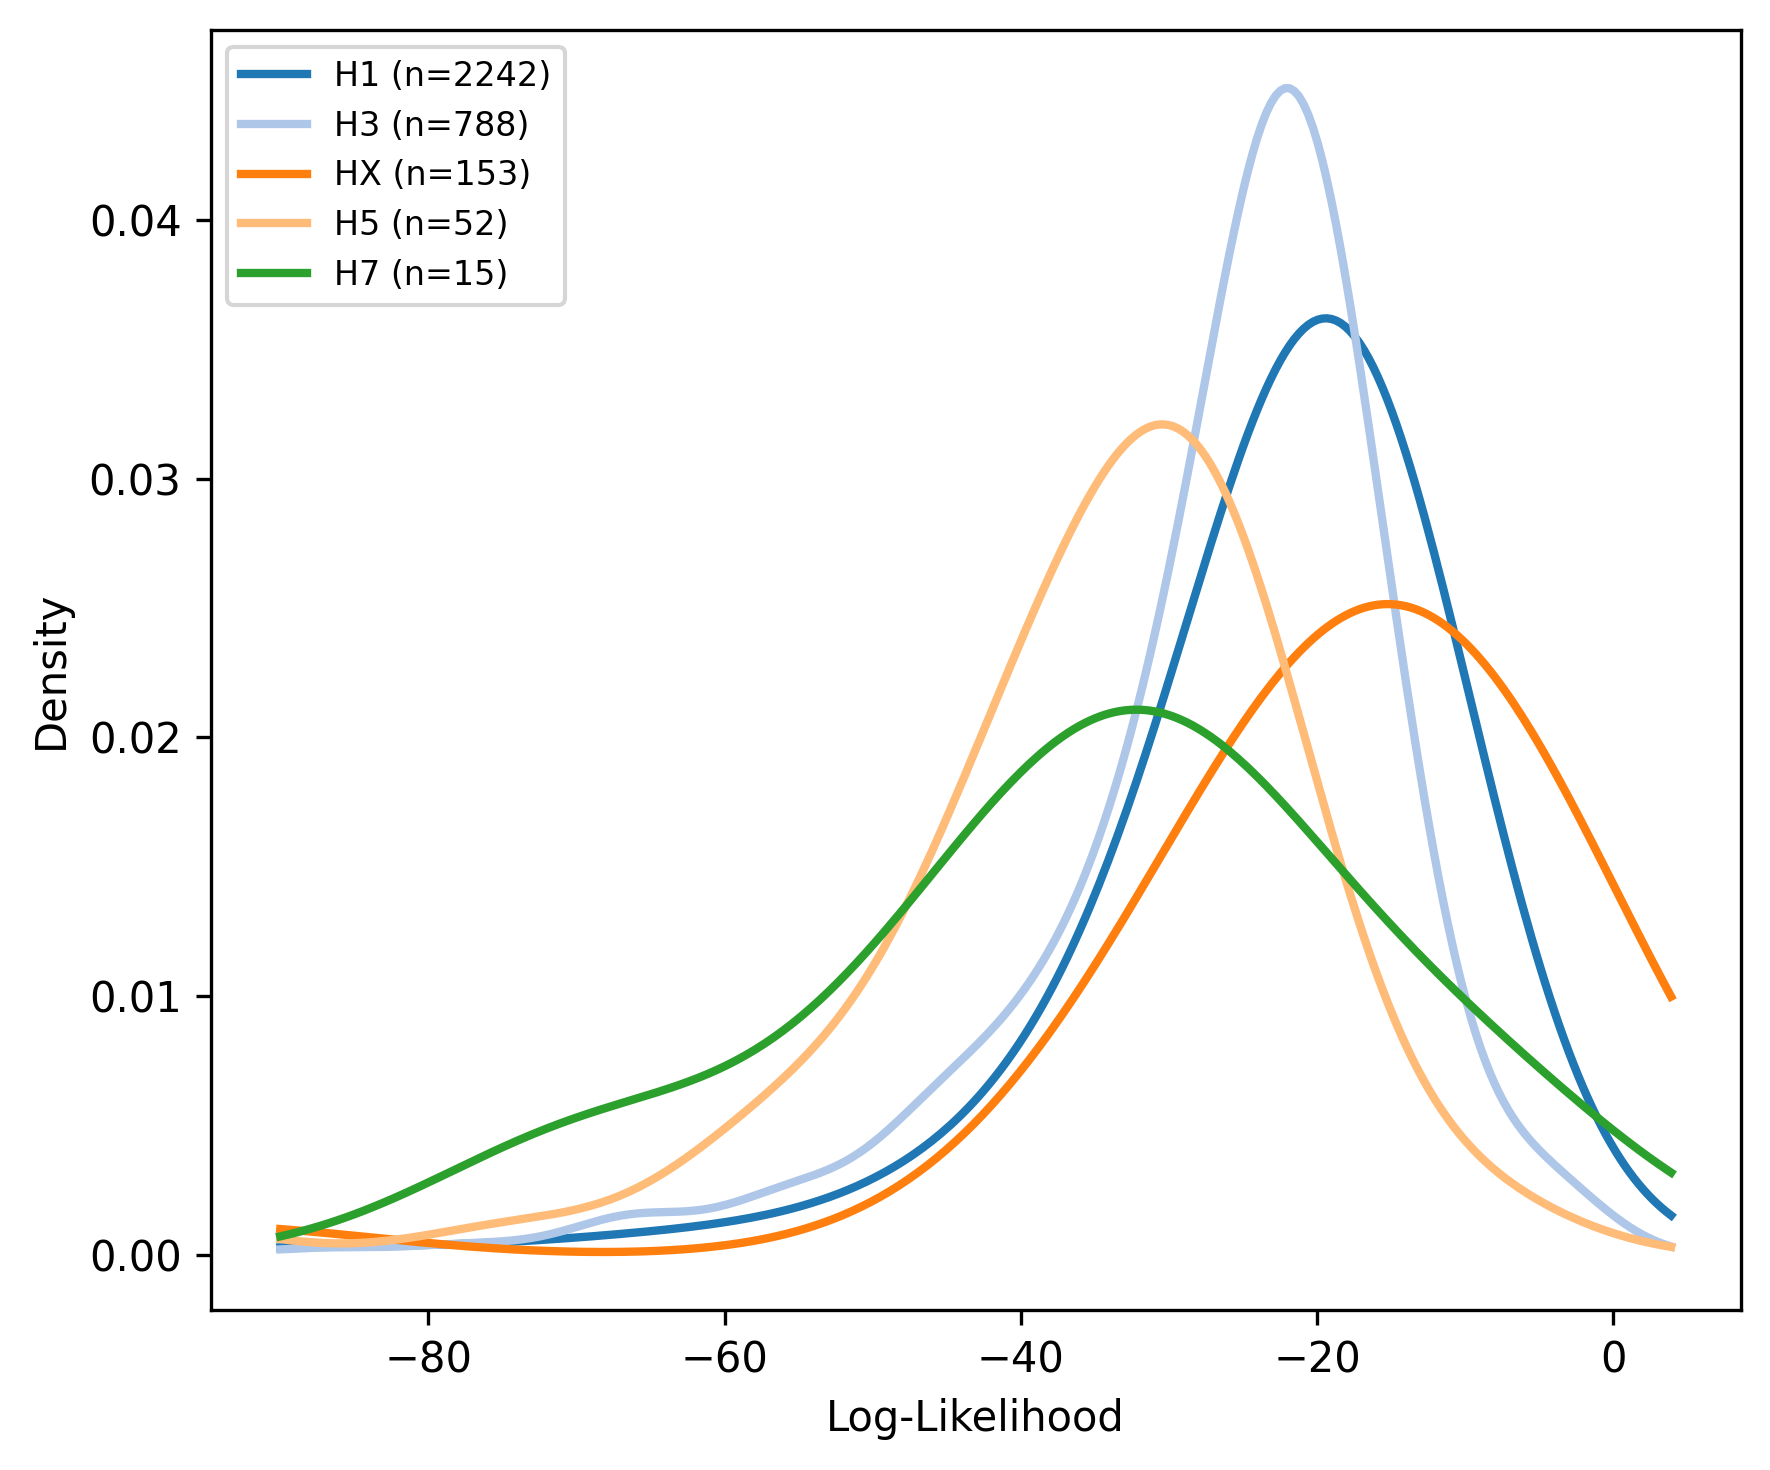 H1 (n=2242)
H3 (n=788)
HX (n=153)
H5 (n=52)
H7 (n=15)
0.04
0.03
0.02
0.01
0.00
Density
−80 −60 −40 −20 0
Log-Likelihood